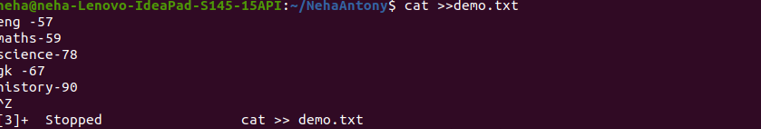 neha@neha-Lenovo-IdeaPad-S145-15API:~/NehaAntony$ cat >>demo.txt
eng -57
maths-59
science-78
gk -67
history-90
^Z
[3]+  Stopped                 cat >> demo.txt